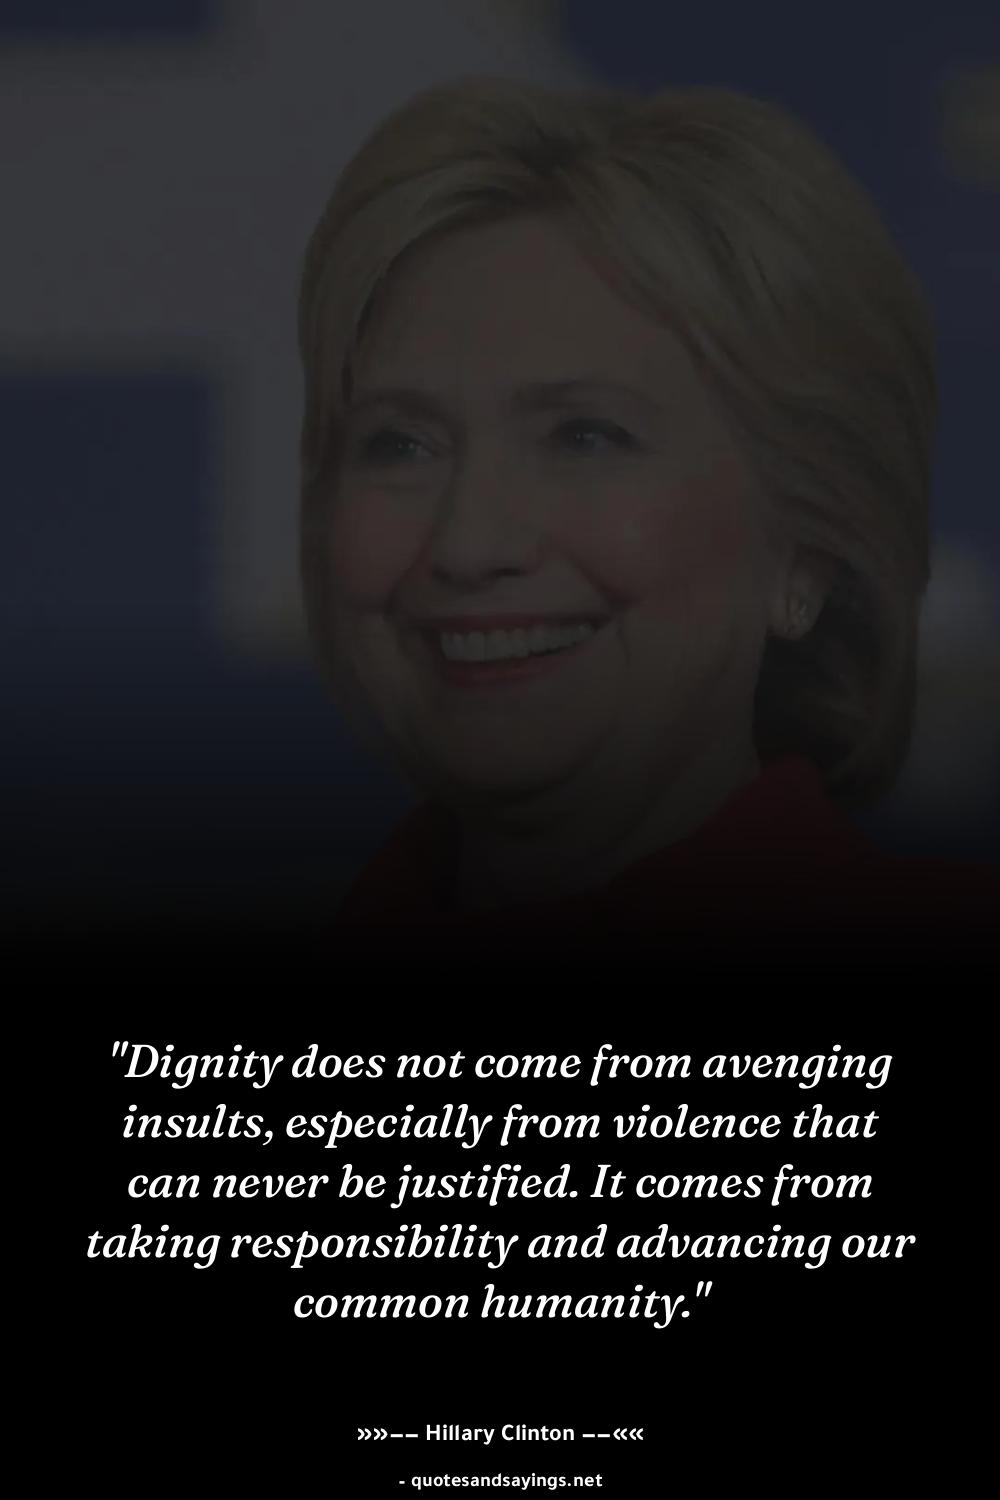 "Dignity does not come from avenging
insults, especially from violence that
can never be justified. It comes from
taking responsibility and advancing our
common humanity."
»»−− Hillary Clinton −−««
- quotesandsayings.net